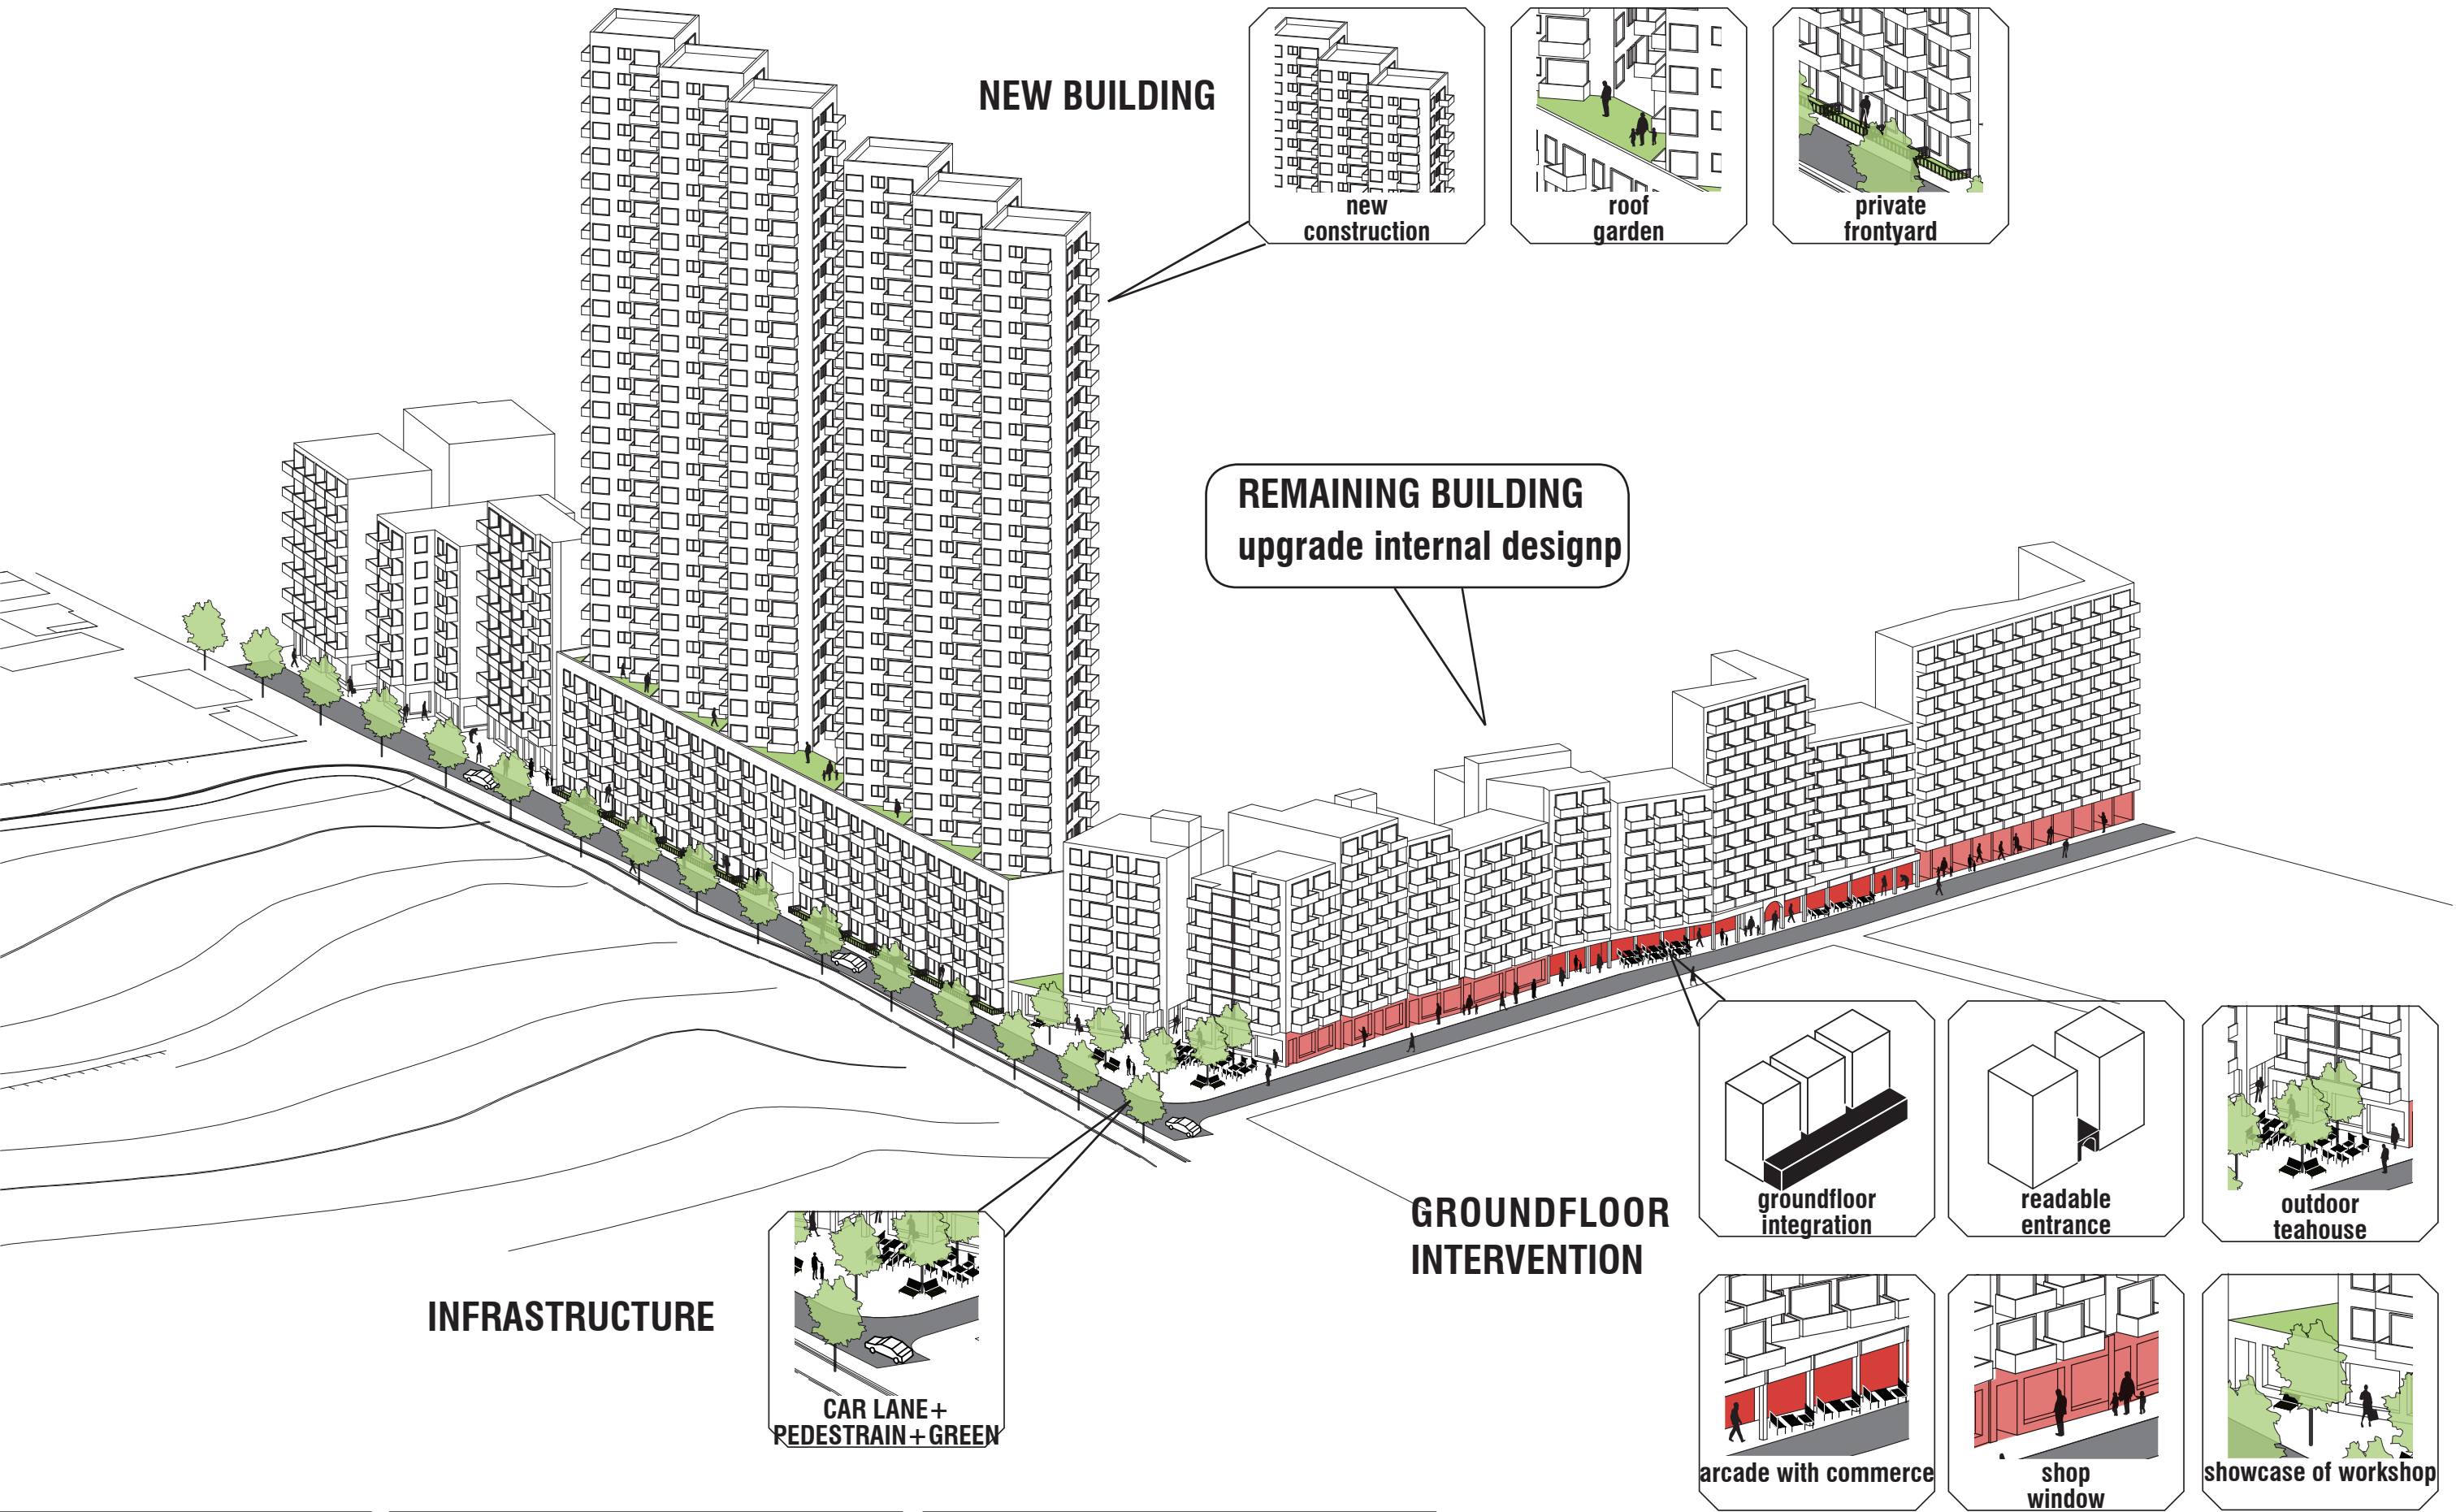 NEW BUILDING
new
construction
roof
garden
private
frontyard
REMAINING BUILDING
upgrade internal designp
GROUNDFLOOR
INTERVENTION
groundfloor
integration
readable
entrance
outdoor
teahouse
INFRASTRUCTURE
CAR LANE+
PEDESTRAIN+GREEN
arcade with commerce
shop
window
showcase of workshop